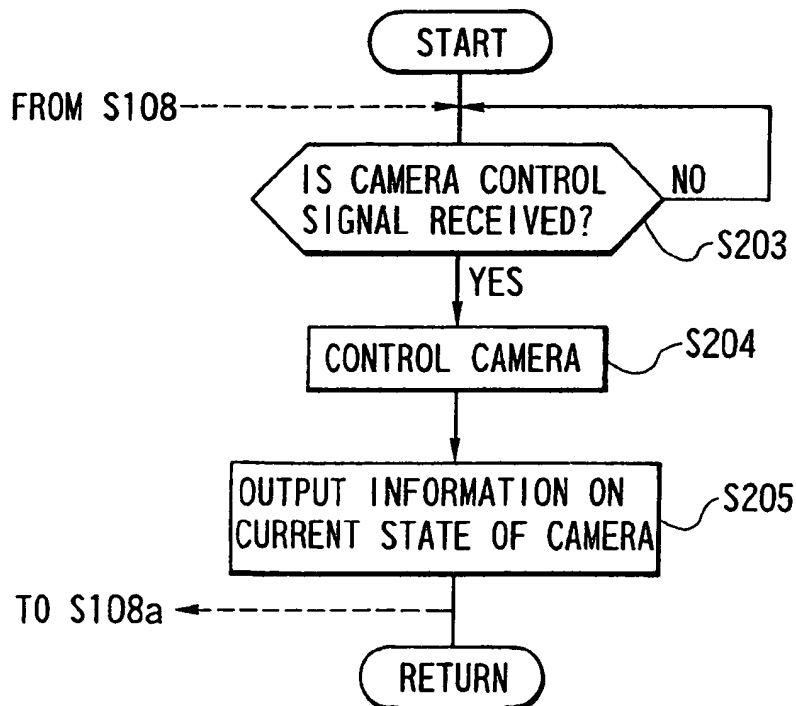 START
FROM S108
IS CAMERA CONTROL
SIGNAL RECEIVED?
NO
S203
YES
CONTROL CAMERA
S204
OUTPUT INFORMATION ON
CURRENT STATE OF CAMERA
S205
TO S108a
RETURN